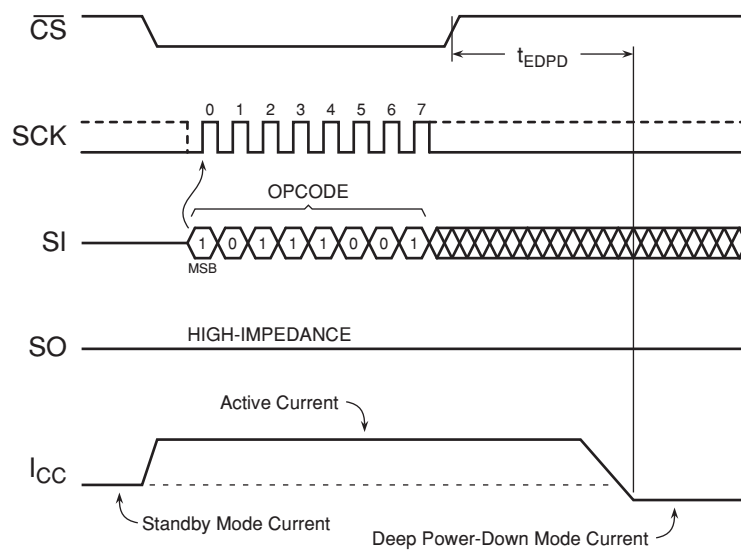 CS
tEDPD
0 1 2 3 4 5 6 7
SCK
OPCODE
SI
1 0 1 1 1 0 0 1
MSB
HIGH-IMPEDANCE
SO
Active Current
ICC
Standby Mode Current
Deep Power-Down Mode Current